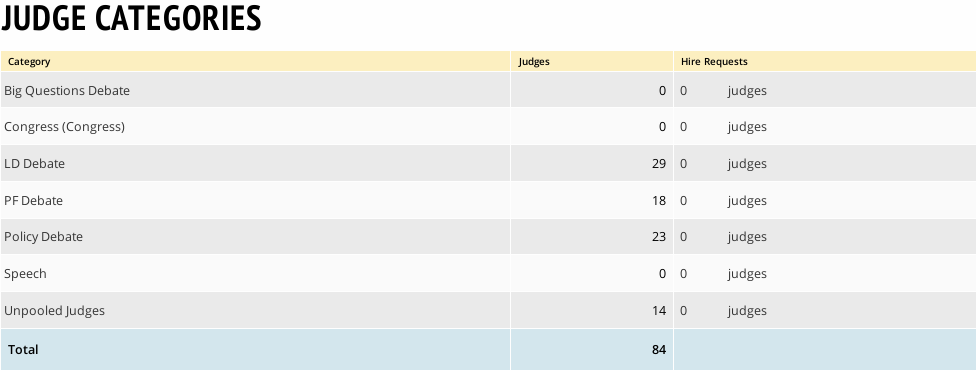 JUDGE CATEGORIES
Category Judges Hire Requests
Big Questions Debate 0 0 judges
Congress (Congress) 0 0 judges
LD Debate 29 0 judges
PF Debate 18 0 judges
Policy Debate 23 0 judges
Speech 0 0 judges
Unpooled Judges 14 0 judges
Total 84